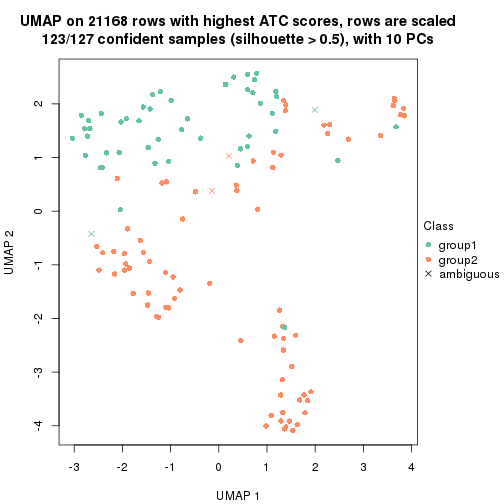 UMAP on 21168 rows with highest ATC scores, rows are scaled
123/127 confident samples (silhouette > 0.5), with 10 PCs
2
1
0
-1
-2
-3
-4
UMAP 2
-3
-2
-1
0
1
2
3
4
UMAP 1
Class
group1
group2
ambiguous